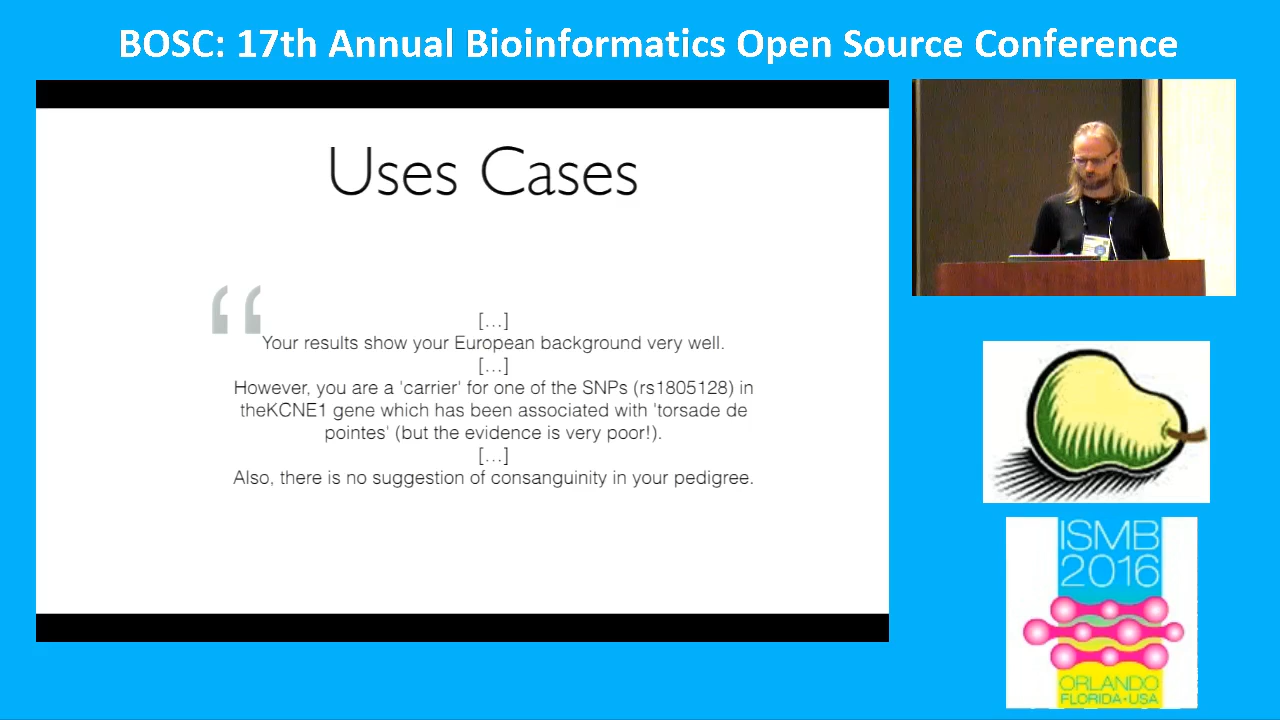 BOSC: 17th Annual Bioinformatics Open Source Conference
Uses Cases
“
[...]
Your results show your European background very well.
[...]
However, you are a 'carrier' for one of the SNPs (rs1805128) in
theKCNE1 gene which has been associated with 'torsade de
pointes' (but the evidence is very poor!).
[...]
Also, there is no suggestion of consanguinity in your pedigree.
ISMB
2016
ORLANDO
FLORIDA•USA